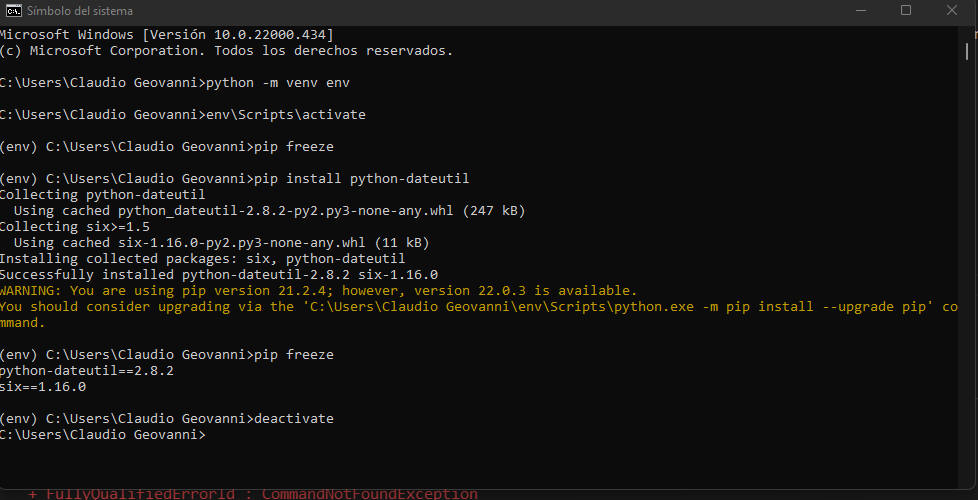 Símbolo del sistema
Microsoft Windows [Versión 10.0.22000.434]
(c) Microsoft Corporation. Todos los derechos reservados.
C:\Users\Claudio Geovanni>python -m venv env
C:\Users\Claudio Geovanni>env\Scripts\activate
(env) C:\Users\Claudio Geovanni>pip freeze
(env) C:\Users\Claudio Geovanni>pip install python-dateutil
Collecting python-dateutil
  Using cached python_dateutil-2.8.2-py2.py3-none-any.whl (247 kB)
Collecting six>=1.5
  Using cached six-1.16.0-py2.py3-none-any.whl (11 kB)
Installing collected packages: six, python-dateutil
Successfully installed python-dateutil-2.8.2 six-1.16.0
WARNING: You are using pip version 21.2.4; however, version 22.0.3 is available.
You should consider upgrading via the 'C:\Users\Claudio Geovanni\env\Scripts\python.exe -m pip install --upgrade pip' co
mmand.
(env) C:\Users\Claudio Geovanni>pip freeze
python-dateutil==2.8.2
six==1.16.0
(env) C:\Users\Claudio Geovanni>deactivate
C:\Users\Claudio Geovanni>
+ FullyQualifiedErrorId : CommandNotFoundException